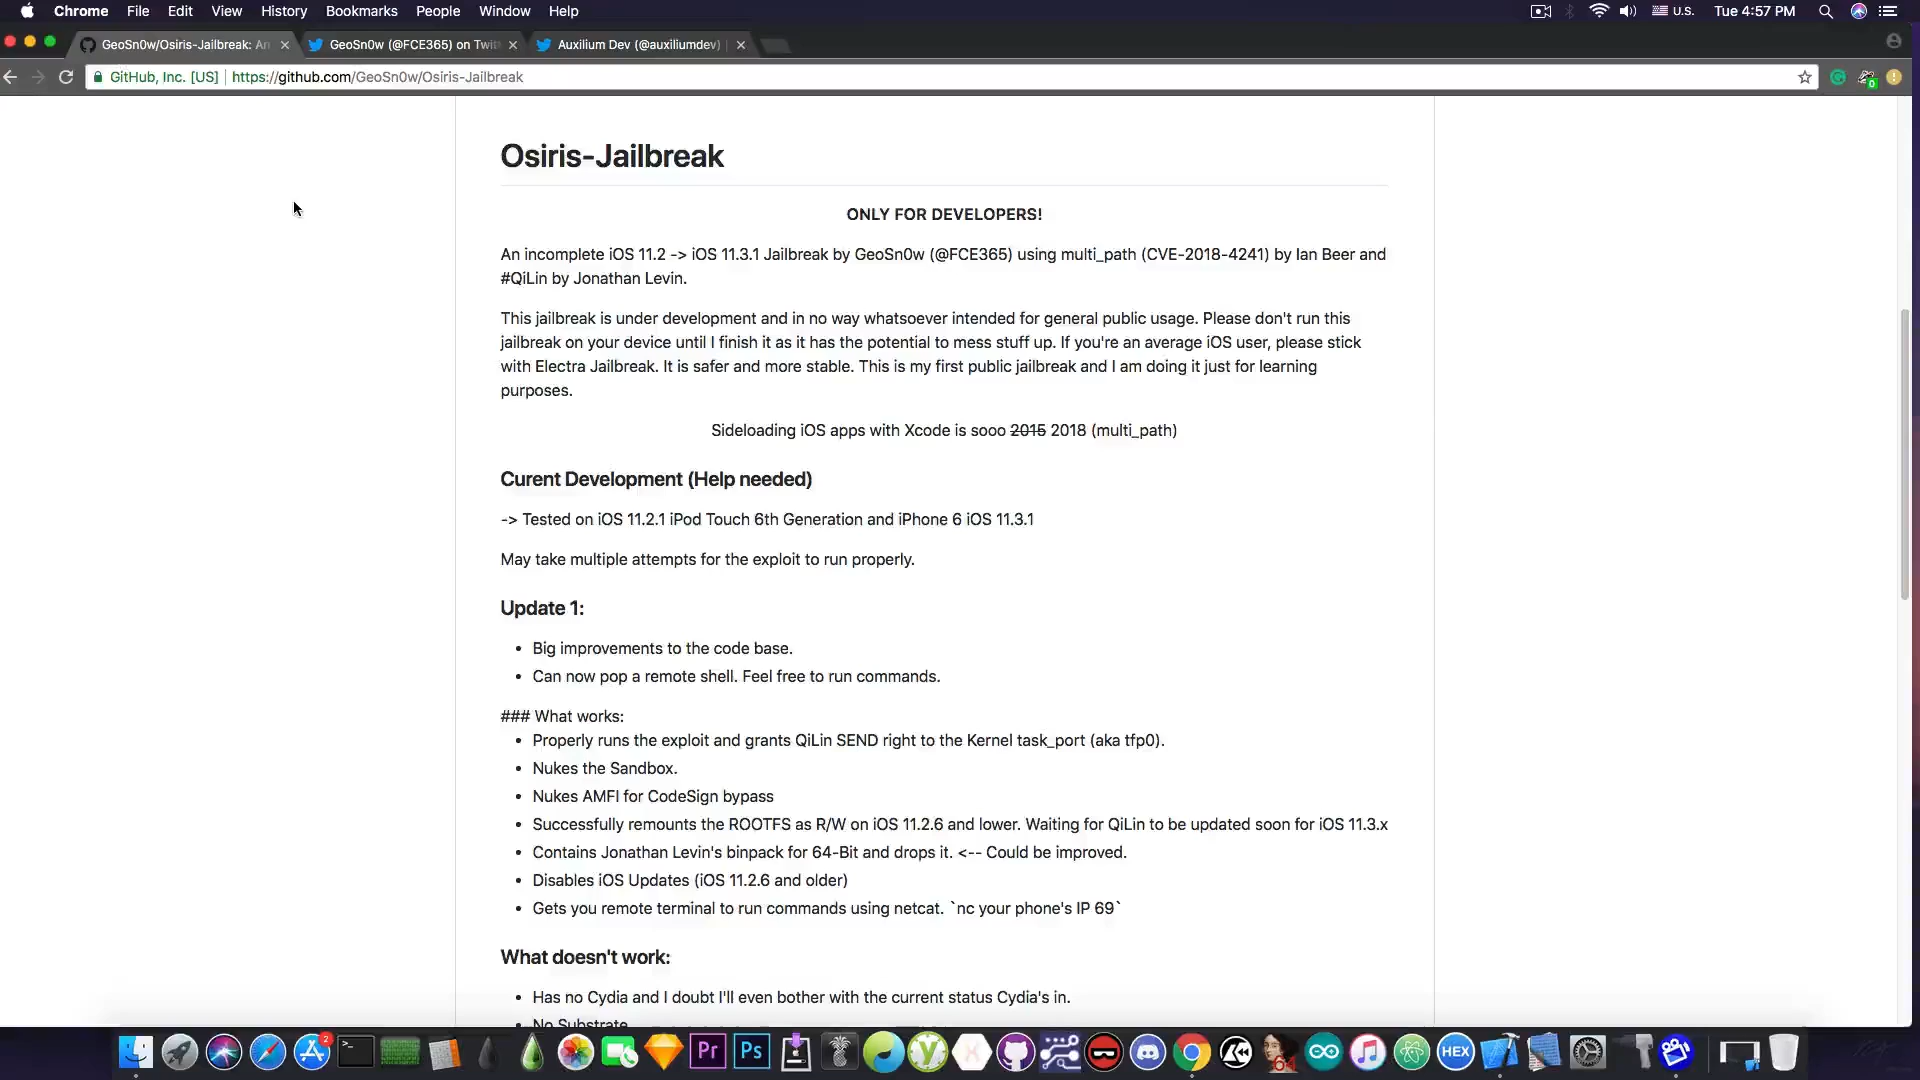 Chrome File Edit View History Bookmarks People Window Help U.S. Tue 4:57 PM
GeoSn0w/Osiris-Jailbreak: An GeoSn0w (@FCE365) on Twit Auxilium Dev (@auxiliumdev)
GitHub, Inc. [US] https://github.com/GeoSn0w/Osiris-Jailbreak 0
Osiris-Jailbreak
ONLY FOR DEVELOPERS!
An incomplete iOS 11.2 -> iOS 11.3.1 Jailbreak by GeoSn0w (@FCE365) using multi_path (CVE-2018-4241) by Ian Beer and
#QiLin by Jonathan Levin.
This jailbreak is under development and in no way whatsoever intended for general public usage. Please don't run this
jailbreak on your device until I finish it as it has the potential to mess stuff up. If you're an average iOS user, please stick
with Electra Jailbreak. It is safer and more stable. This is my first public jailbreak and I am doing it just for learning
purposes.
Sideloading iOS apps with Xcode is sooo 2015 2018 (multi_path)
Curent Development (Help needed)
-> Tested on iOS 11.2.1 iPod Touch 6th Generation and iPhone 6 iOS 11.3.1
May take multiple attempts for the exploit to run properly.
Update 1:
• Big improvements to the code base.
• Can now pop a remote shell. Feel free to run commands.
### What works:
• Properly runs the exploit and grants QiLin SEND right to the Kernel task_port (aka tfp0).
• Nukes the Sandbox.
• Nukes AMFI for CodeSign bypass
• Successfully remounts the ROOTFS as R/W on iOS 11.2.6 and lower. Waiting for QiLin to be updated soon for iOS 11.3.x
• Contains Jonathan Levin's binpack for 64-Bit and drops it. <-- Could be improved.
• Disables iOS Updates (iOS 11.2.6 and older)
• Gets you remote terminal to run commands using netcat. `nc your phone's IP 69`
What doesn't work:
• Has no Cydia and I doubt I'll even bother with the current status Cydia's in.
• No Substrate
2 Pr Ps 64 HEX